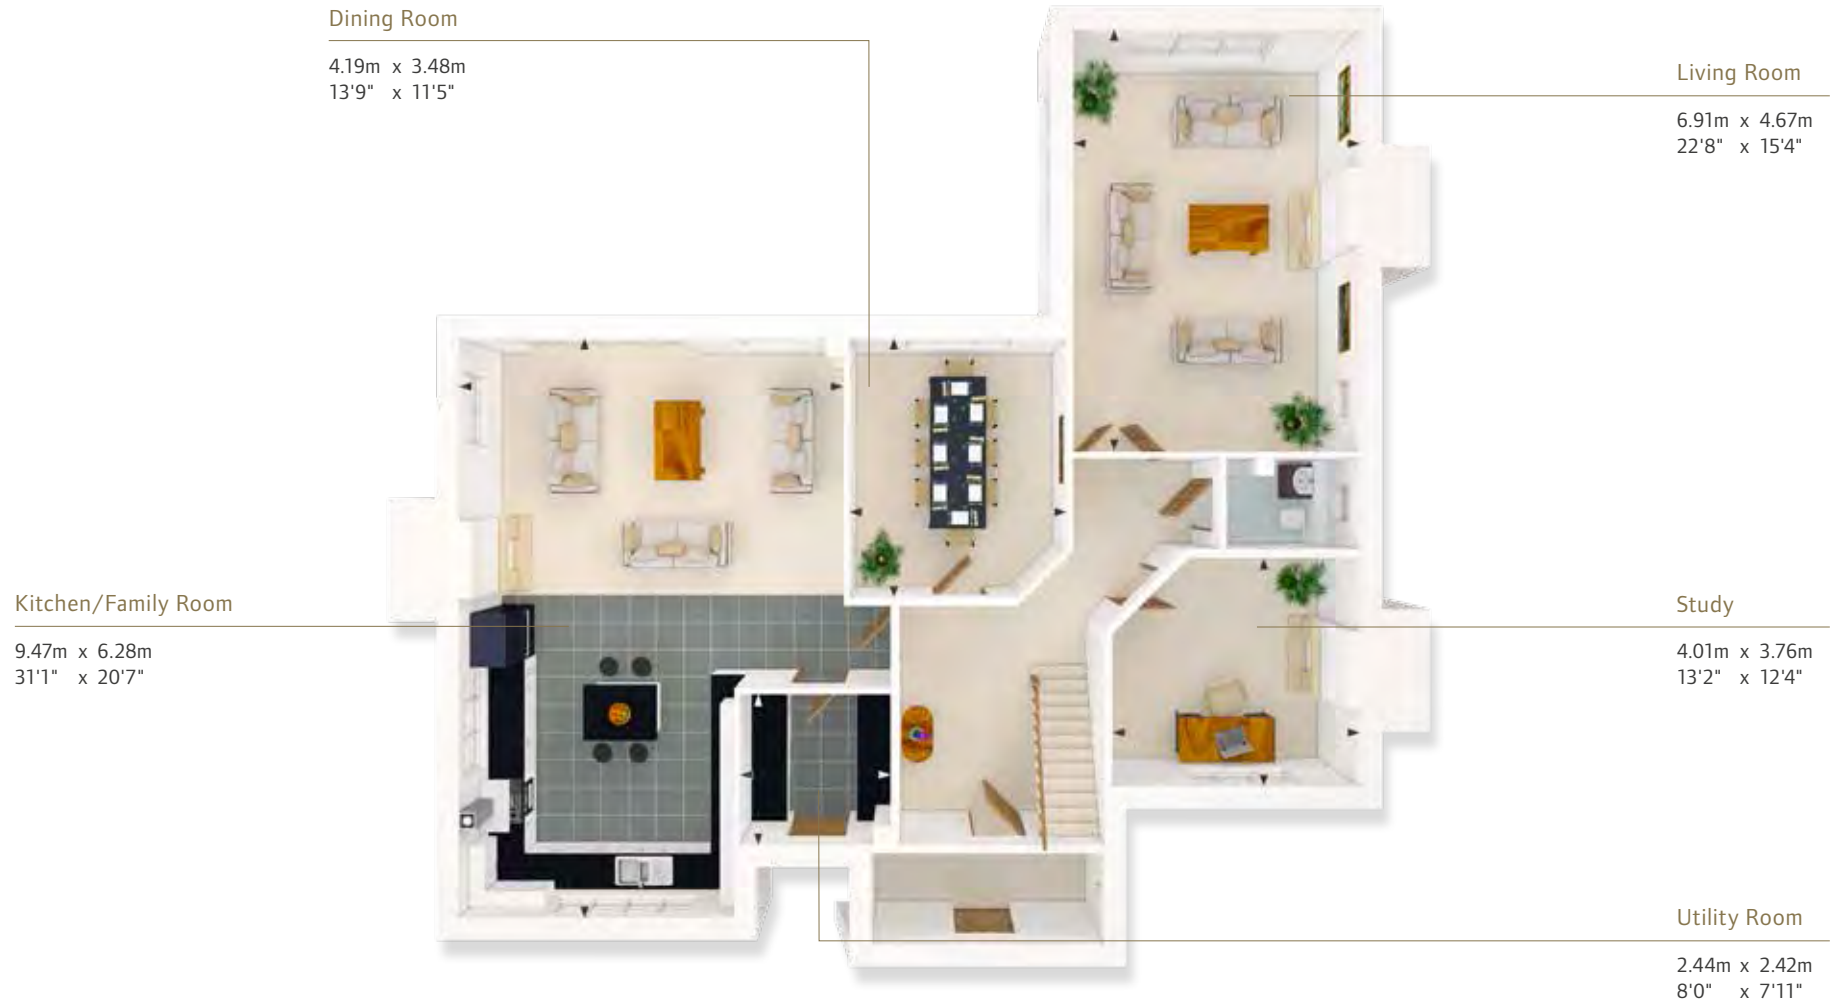 Dining Room
4.19m x 3.48m
13'9" x 11'5"
Living Room
6.91m x 4.67m
22'8" x 15'4"
Kitchen/Family Room
9.47m x 6.28m
31'1" x 20'7"
Study
4.01m x 3.76m
13'2" x 12'4"
Utility Room
2.44m x 2.42m
8'0" x 7'11"